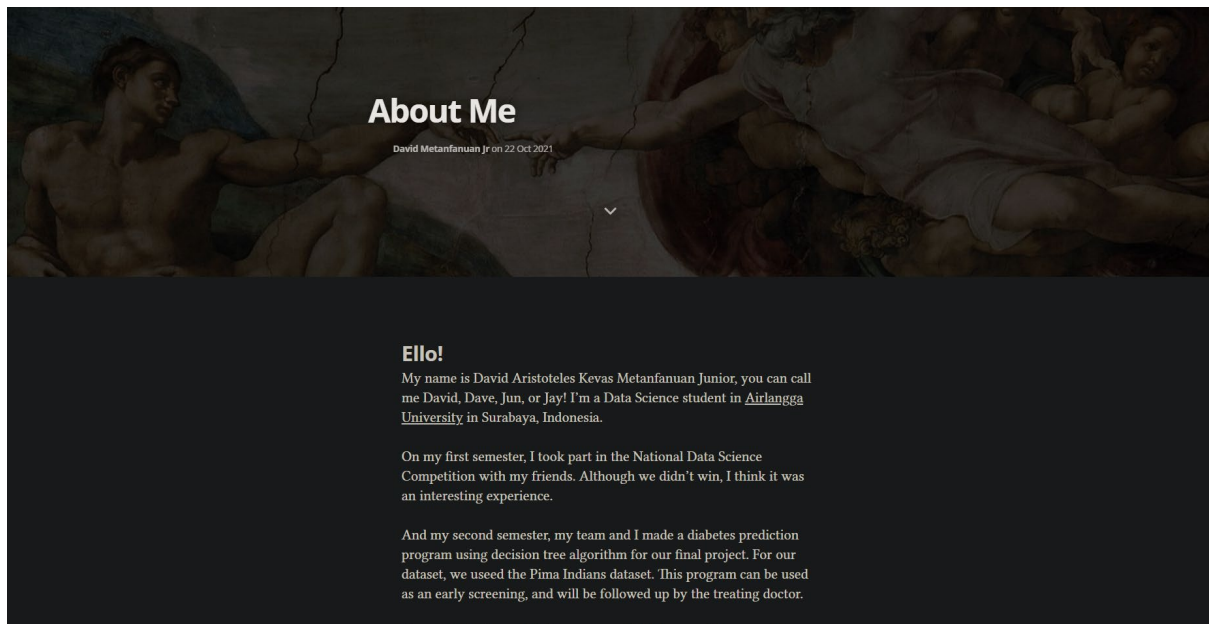 About Me
David Metanfanuan Jr on 22 Oct 2021
Ello!
My name is David Aristoteles Kevas Metanfanuan Junior, you can call
me David, Dave, Jun, or Jay! I'm a Data Science student in Airlangga
University in Surabaya, Indonesia.
On my first semester, I took part in the National Data Science
Competition with my friends. Although we didn't win, I think it was
an interesting experience.
And my second semester, my team and I made a diabetes prediction
program using decision tree algorithm for our final project. For our
dataset, we useed the Pima Indians dataset. This program can be used
as an early screening, and will be followed up by the treating doctor.